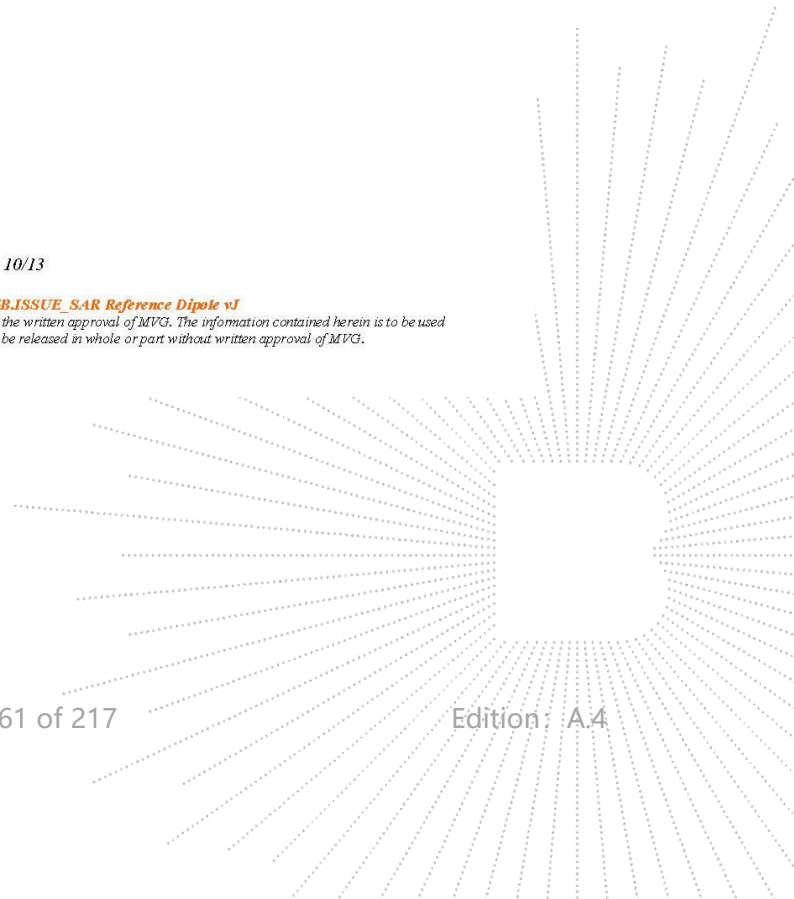 10/13
B.ISSUE_SAR Reference Dipole vJ
the written approval of MVG. The information contained herein is to be used
be released in whole or part without written approval of MVG.
61 of 217 Edition：A.4